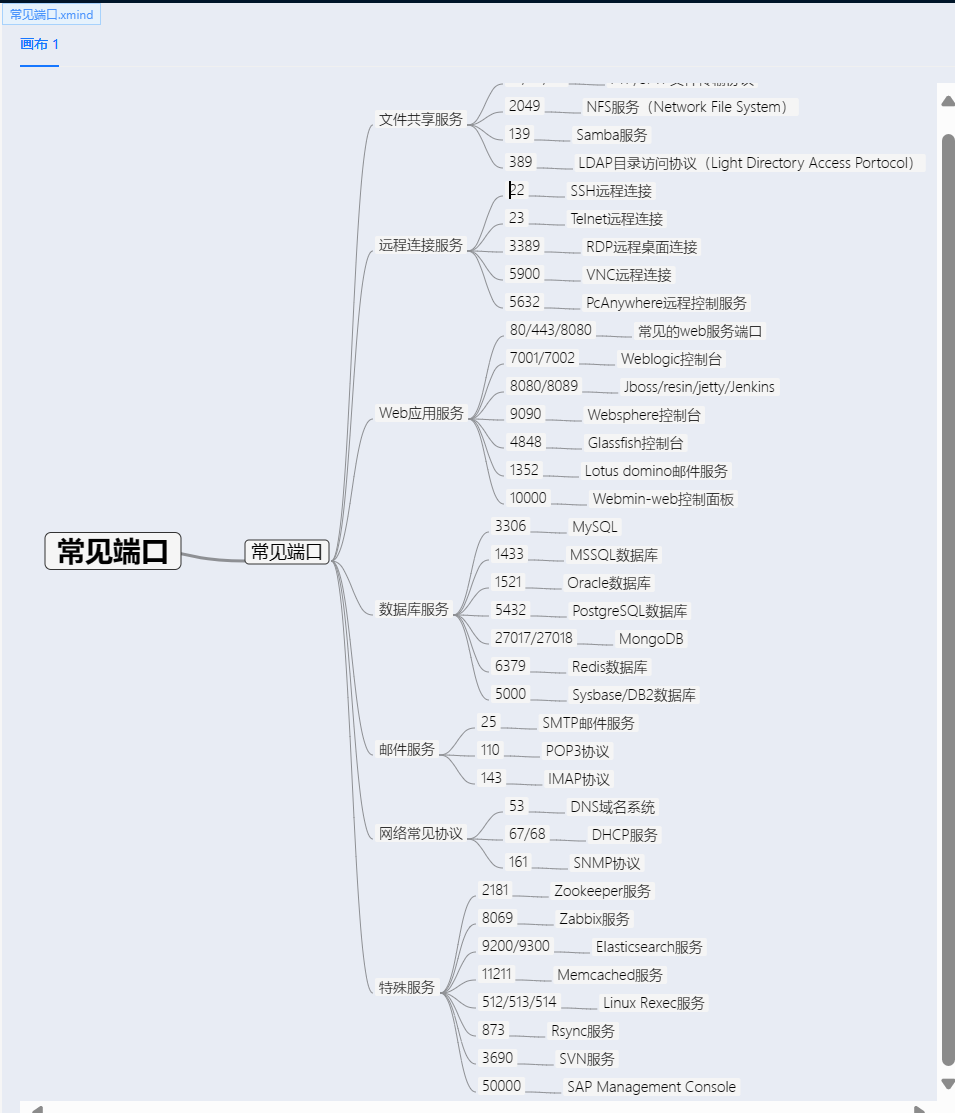 常见端口.xmind
画布 1
文件共享服务
2049 NFS服务（Network File System）
139 Samba服务
389 LDAP目录访问协议（Light Directory Access Portocol）
远程连接服务
22 SSH远程连接
23 Telnet远程连接
3389 RDP远程桌面连接
5900 VNC远程连接
5632 PcAnywhere远程控制服务
Web应用服务
80/443/8080 常见的web服务端口
7001/7002 Weblogic控制台
8080/8089 Jboss/resin/jetty/Jenkins
9090 Websphere控制台
4848 Glassfish控制台
1352 Lotus domino邮件服务
10000 Webmin-web控制面板
常见端口
常见端口
数据库服务
3306 MySQL
1433 MSSQL数据库
1521 Oracle数据库
5432 PostgreSQL数据库
27017/27018 MongoDB
6379 Redis数据库
5000 Sysbase/DB2数据库
邮件服务
25 SMTP邮件服务
110 POP3协议
143 IMAP协议
网络常见协议
53 DNS域名系统
67/68 DHCP服务
161 SNMP协议
特殊服务
2181 Zookeeper服务
8069 Zabbix服务
9200/9300 Elasticsearch服务
11211 Memcached服务
512/513/514 Linux Rexec服务
873 Rsync服务
3690 SVN服务
50000 SAP Management Console